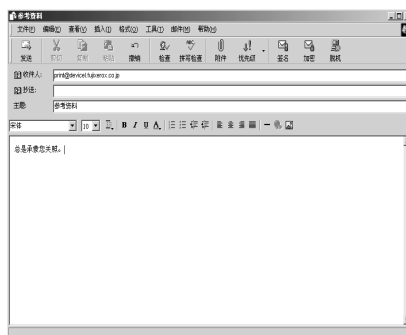 参考资料
文件(F) 编辑(E) 查看(V) 插入(I) 格式(O) 工具(T) 邮件(M) 帮助(H)
发送 剪切 复制 粘贴 撤销 检查 拼写检查 附件 优先级 签名 加密 脱机
收件人: print@device1.fujixerox.co.jp
抄送:
主题: 参考资料
宋体 10 B I U A
总是承蒙您关照。